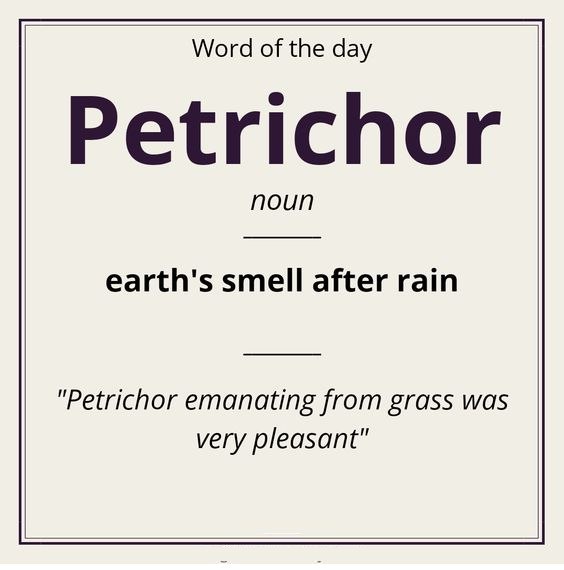 Word of the day
Petrichor
noun
earth's smell after rain
"Petrichor emanating from grass was
very pleasant"